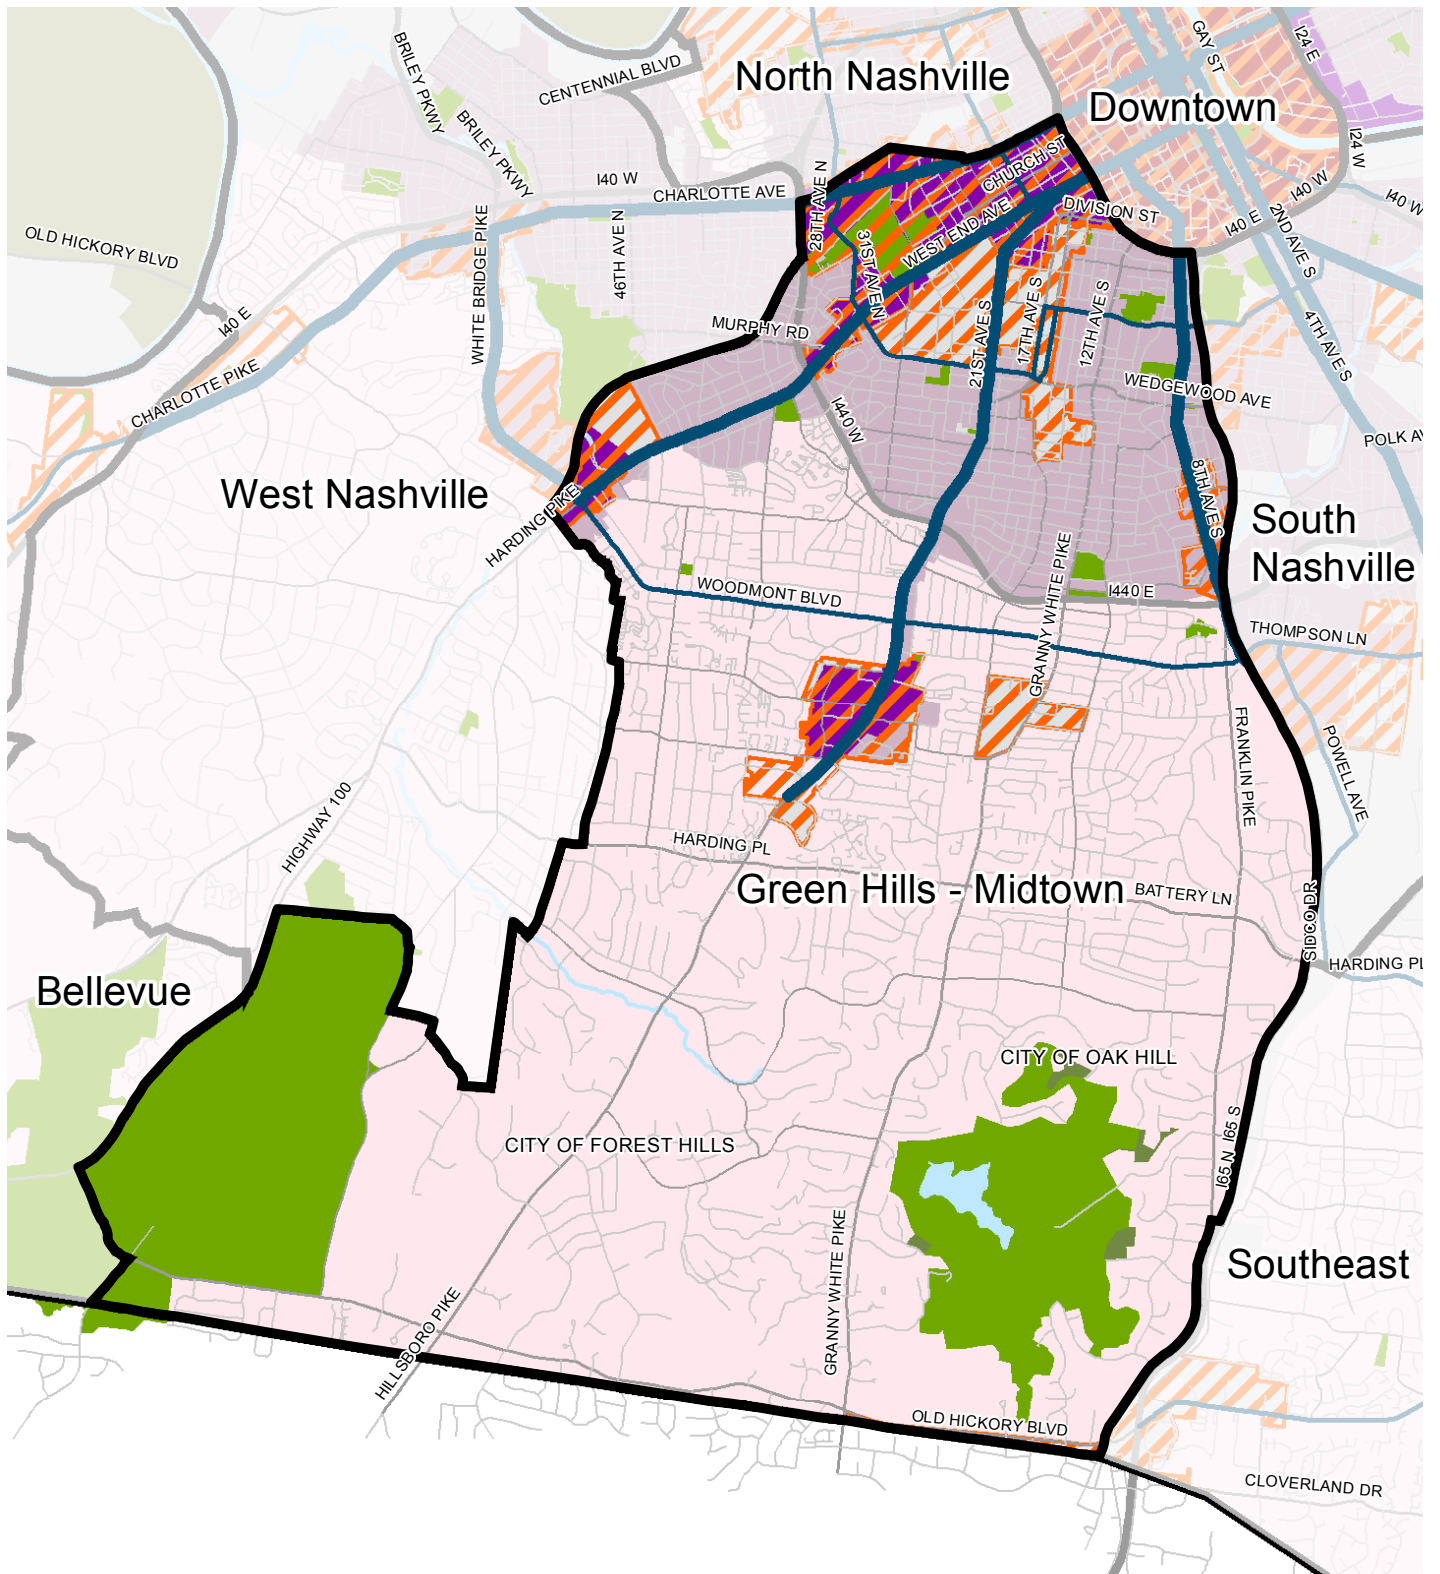 GAY ST
I24 E
BRILEY PKWY
CENTENNIAL BLVD
North Nashville
Downtown
BRILEY PKWY
I24 W
CHURCH ST
I40 W
CHARLOTTE AVE
28TH AVE N
I40 W
I40 W
DIVISION ST
WEST END AVE
I40 E
2ND AVE S
OLD HICKORY BLVD
WHITE BRIDGE PIKE
46TH AVE N
31ST AVE N
I40 E
MURPHY RD
21ST AVE S
17TH AVE S
12TH AVE S
4TH AVE S
CHARLOTTE PIKE
WEDGEWOOD AVE
I440 W
POLK AV
West Nashville
HARDING PIKE
8TH AVE S
South
Nashville
WOODMONT BLVD
GRANNY WHITE PIKE
I440 E
THOMPSON LN
FRANKLIN PIKE
POWELL AVE
HIGHWAY 100
HARDING PL
Green Hills - Midtown
BATTERY LN
SIDCO DR
HARDING PL
Bellevue
CITY OF OAK HILL
CITY OF FOREST HILLS
I65 N
I65 S
GRANNY WHITE PIKE
Southeast
HILLSBORO PIKE
OLD HICKORY BLVD
CLOVERLAND DR